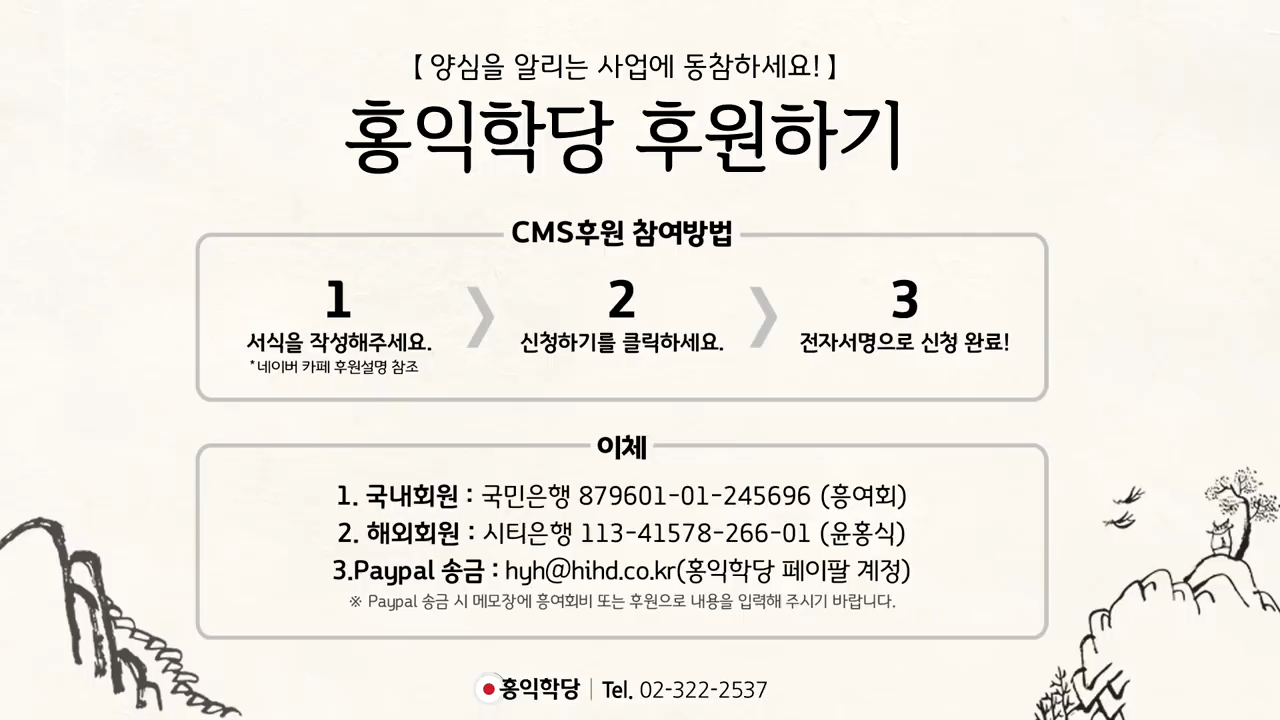 【 양심을 알리는 사업에 동참하세요! 】
홍익학당 후원하기
CMS후원 참여방법
1
서식을 작성해주세요.
*네이버 카페 후원설명 참조
2
신청하기를 클릭하세요.
3
전자서명으로 신청 완료!
이체
1. 국내회원 : 국민은행 879601-01-245696 (흥여회)
2. 해외회원 : 시티은행 113-41578-266-01 (윤홍식)
3.Paypal 송금 : hyh@hihd.co.kr(홍익학당 페이팔 계정)
※ Paypal 송금 시 메모장에 흥여회비 또는 후원으로 내용을 입력해 주시기 바랍니다.
홍익학당 | Tel. 02-322-2537